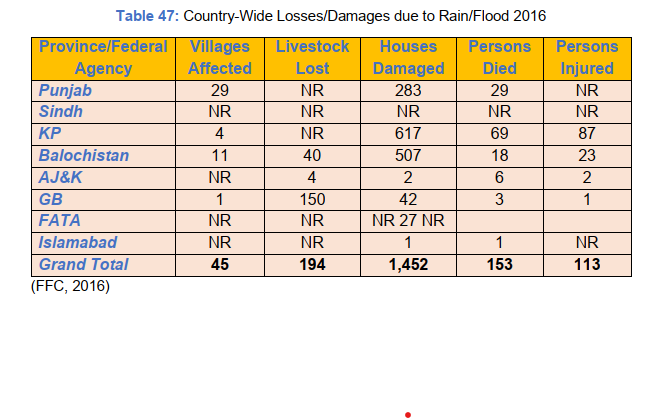 Table 47: Country-Wide Losses/Damages due to Rain/Flood 2016
Province/Federal Agency Villages Affected Livestock Lost Houses Damaged Persons Died Persons Injured
Punjab 29 NR 283 29 NR
Sindh NR NR NR NR NR
KP 4 NR 617 69 87
Balochistan 11 40 507 18 23
AJ&K NR 4 2 6 2
GB 1 150 42 3 1
FATA NR NR NR 27 NR
Islamabad NR NR 1 1 NR
Grand Total 45 194 1,452 153 113
(FFC, 2016)